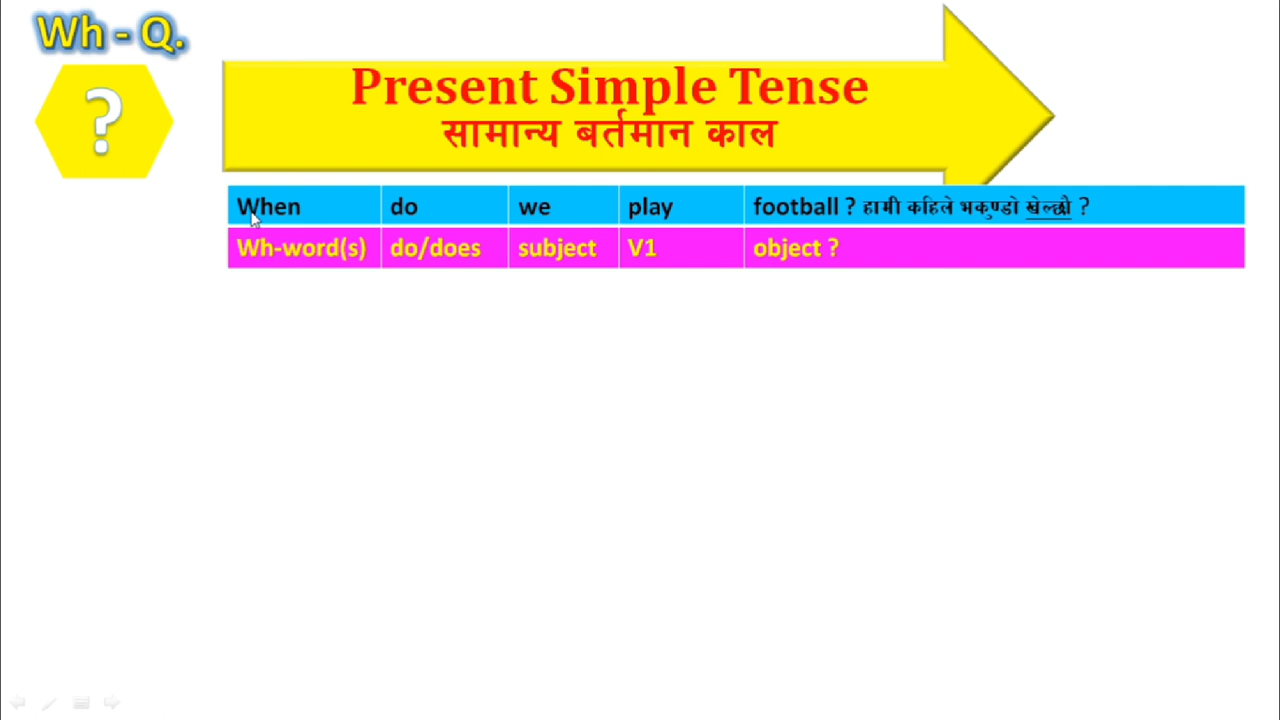 Wh - Q.
?
Present Simple Tense
सामान्य बर्तमान काल
When do we play football ? हामी कहिले भकुण्डो खेल्छौ ?
Wh-word(s) do/does subject V1 object ?